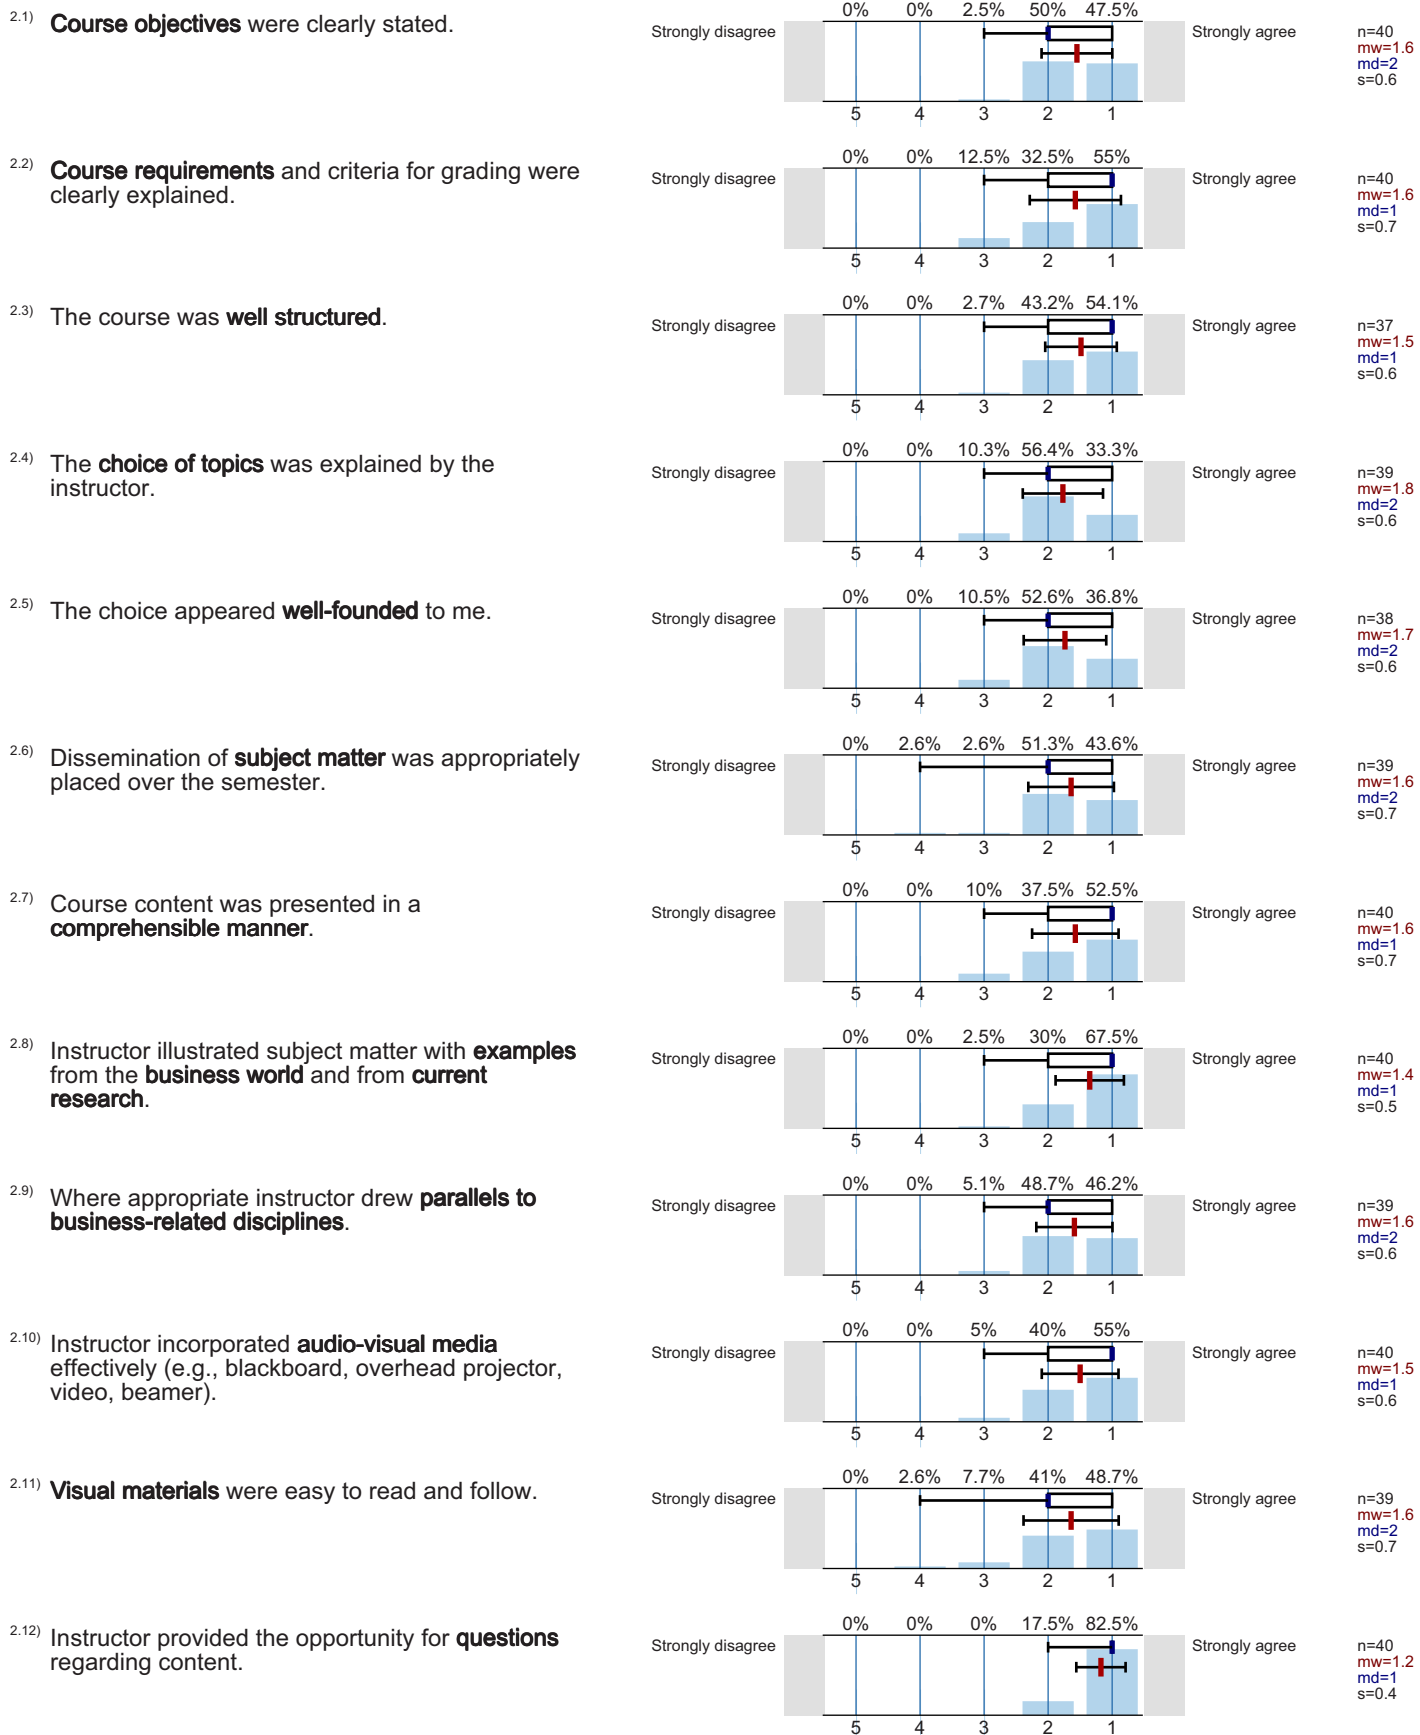 2.1) Course objectives were clearly stated.
0% 0% 2.5% 50% 47.5%
Strongly disagree
Strongly agree
n=40
mw=1.6
md=2
s=0.6
5 4 3 2 1
2.2) Course requirements and criteria for grading were
clearly explained.
0% 0% 12.5% 32.5% 55%
Strongly disagree
Strongly agree
n=40
mw=1.6
md=1
s=0.7
5 4 3 2 1
2.3) The course was well structured.
0% 0% 2.7% 43.2% 54.1%
Strongly disagree
Strongly agree
n=37
mw=1.5
md=1
s=0.6
5 4 3 2 1
2.4) The choice of topics was explained by the
instructor.
0% 0% 10.3% 56.4% 33.3%
Strongly disagree
Strongly agree
n=39
mw=1.8
md=2
s=0.6
5 4 3 2 1
2.5) The choice appeared well-founded to me.
0% 0% 10.5% 52.6% 36.8%
Strongly disagree
Strongly agree
n=38
mw=1.7
md=2
s=0.6
5 4 3 2 1
2.6) Dissemination of subject matter was appropriately
placed over the semester.
0% 2.6% 2.6% 51.3% 43.6%
Strongly disagree
Strongly agree
n=39
mw=1.6
md=2
s=0.7
5 4 3 2 1
2.7) Course content was presented in a
comprehensible manner.
0% 0% 10% 37.5% 52.5%
Strongly disagree
Strongly agree
n=40
mw=1.6
md=1
s=0.7
5 4 3 2 1
2.8) Instructor illustrated subject matter with examples
from the business world and from current
research.
0% 0% 2.5% 30% 67.5%
Strongly disagree
Strongly agree
n=40
mw=1.4
md=1
s=0.5
5 4 3 2 1
2.9) Where appropriate instructor drew parallels to
business-related disciplines.
0% 0% 5.1% 48.7% 46.2%
Strongly disagree
Strongly agree
n=39
mw=1.6
md=2
s=0.6
5 4 3 2 1
2.10) Instructor incorporated audio-visual media
effectively (e.g., blackboard, overhead projector,
video, beamer).
0% 0% 5% 40% 55%
Strongly disagree
Strongly agree
n=40
mw=1.5
md=1
s=0.6
5 4 3 2 1
2.11) Visual materials were easy to read and follow.
0% 2.6% 7.7% 41% 48.7%
Strongly disagree
Strongly agree
n=39
mw=1.6
md=2
s=0.7
5 4 3 2 1
2.12) Instructor provided the opportunity for questions
regarding content.
0% 0% 0% 17.5% 82.5%
Strongly disagree
Strongly agree
n=40
mw=1.2
md=1
s=0.4
5 4 3 2 1